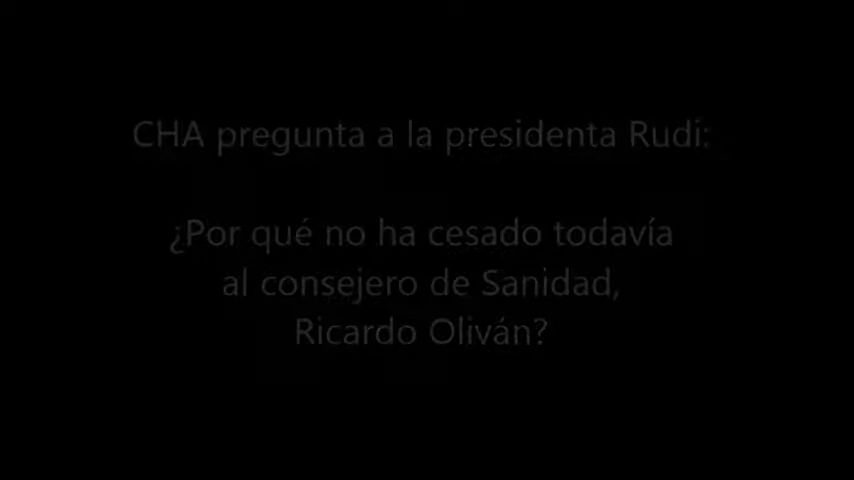 CHA pregunta a la presidenta Rudi:
¿Por qué no ha cesado todavía
al consejero de Sanidad,
Ricardo Oliván?